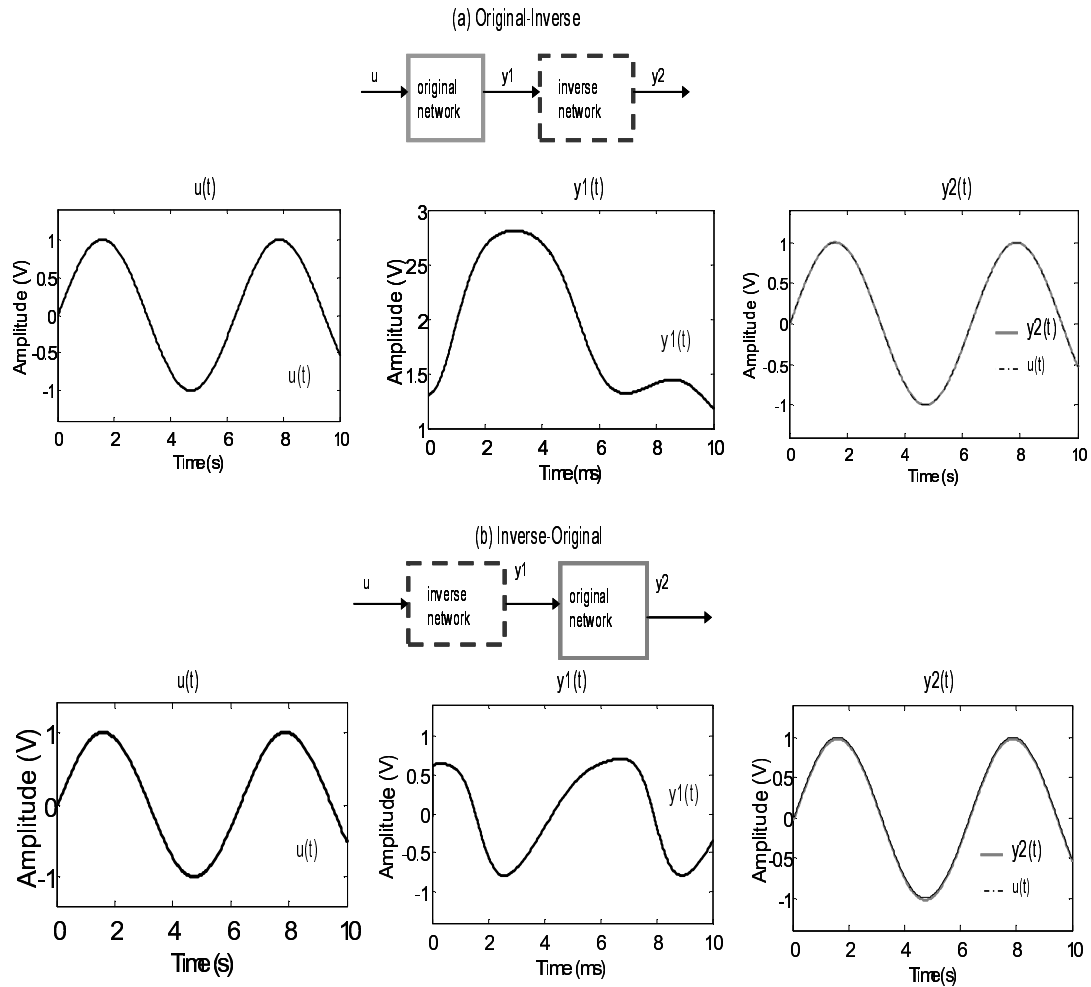 (a) Original-Inverse
u
original
network
y1
inverse
network
y2
u(t)
y1(t)
y2(t)
Amplitude (V)
1
0.5
0
-0.5
-1
u(t)
0 2 4 6 8 10
Time(s)
Amplitude (V)
3
2.5
2
1.5
1
y1(t)
0 2 4 6 8 10
Time(ms)
Amplitude (V)
1
0.5
0
-0.5
-1
y2(t)
u(t)
0 2 4 6 8 10
Time(s)
(b) Inverse-Original
u
inverse
network
y1
original
network
y2
u(t)
y1(t)
y2(t)
Amplitude (V)
1
0
-1
u(t)
0 2 4 6 8 10
Time(s)
Amplitude (V)
1
0.5
0
-0.5
-1
y1(t)
0 2 4 6 8 10
Time(ms)
Amplitude (V)
1
0.5
0
-0.5
-1
y2(t)
u(t)
0 2 4 6 8 10
Time(s)